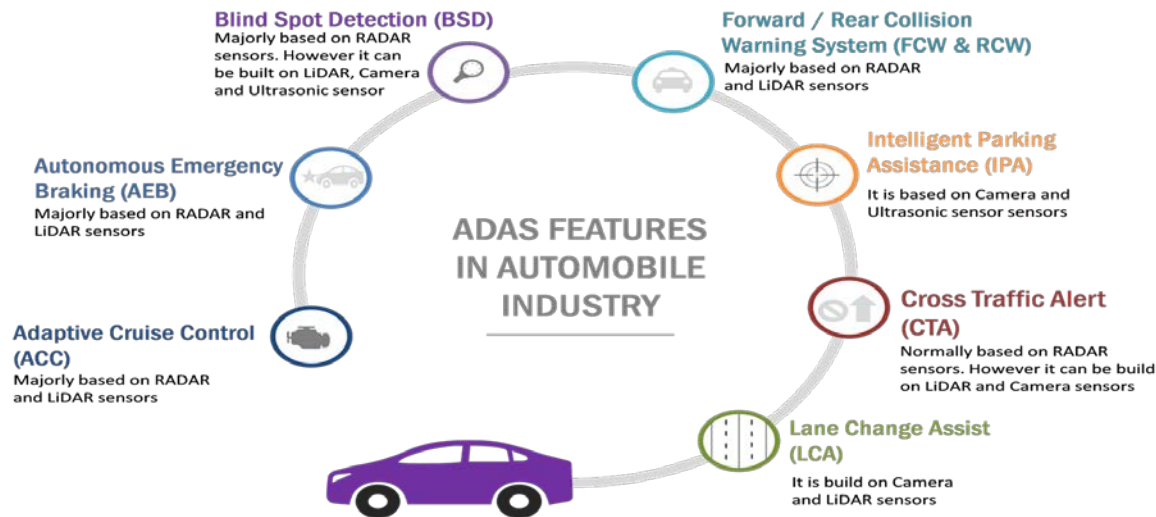 Blind Spot Detection (BSD)
Majorly based on RADAR
sensors. However it can
be built on LiDAR, Camera
and Ultrasonic sensor
Forward / Rear Collision
Warning System (FCW & RCW)
Majorly based on RADAR
and LiDAR sensors
Autonomous Emergency
Braking (AEB)
Majorly based on RADAR and
LiDAR sensors
Intelligent Parking
Assistance (IPA)
It is based on Camera and
Ultrasonic sensor sensors
ADAS FEATURES
IN AUTOMOBILE
INDUSTRY
Adaptive Cruise Control
(ACC)
Majorly based on RADAR
and LiDAR sensors
Cross Traffic Alert
(CTA)
Normally based on RADAR
sensors. However it can be build
on LiDAR and Camera sensors
Lane Change Assist
(LCA)
It is build on Camera
and LiDAR sensors